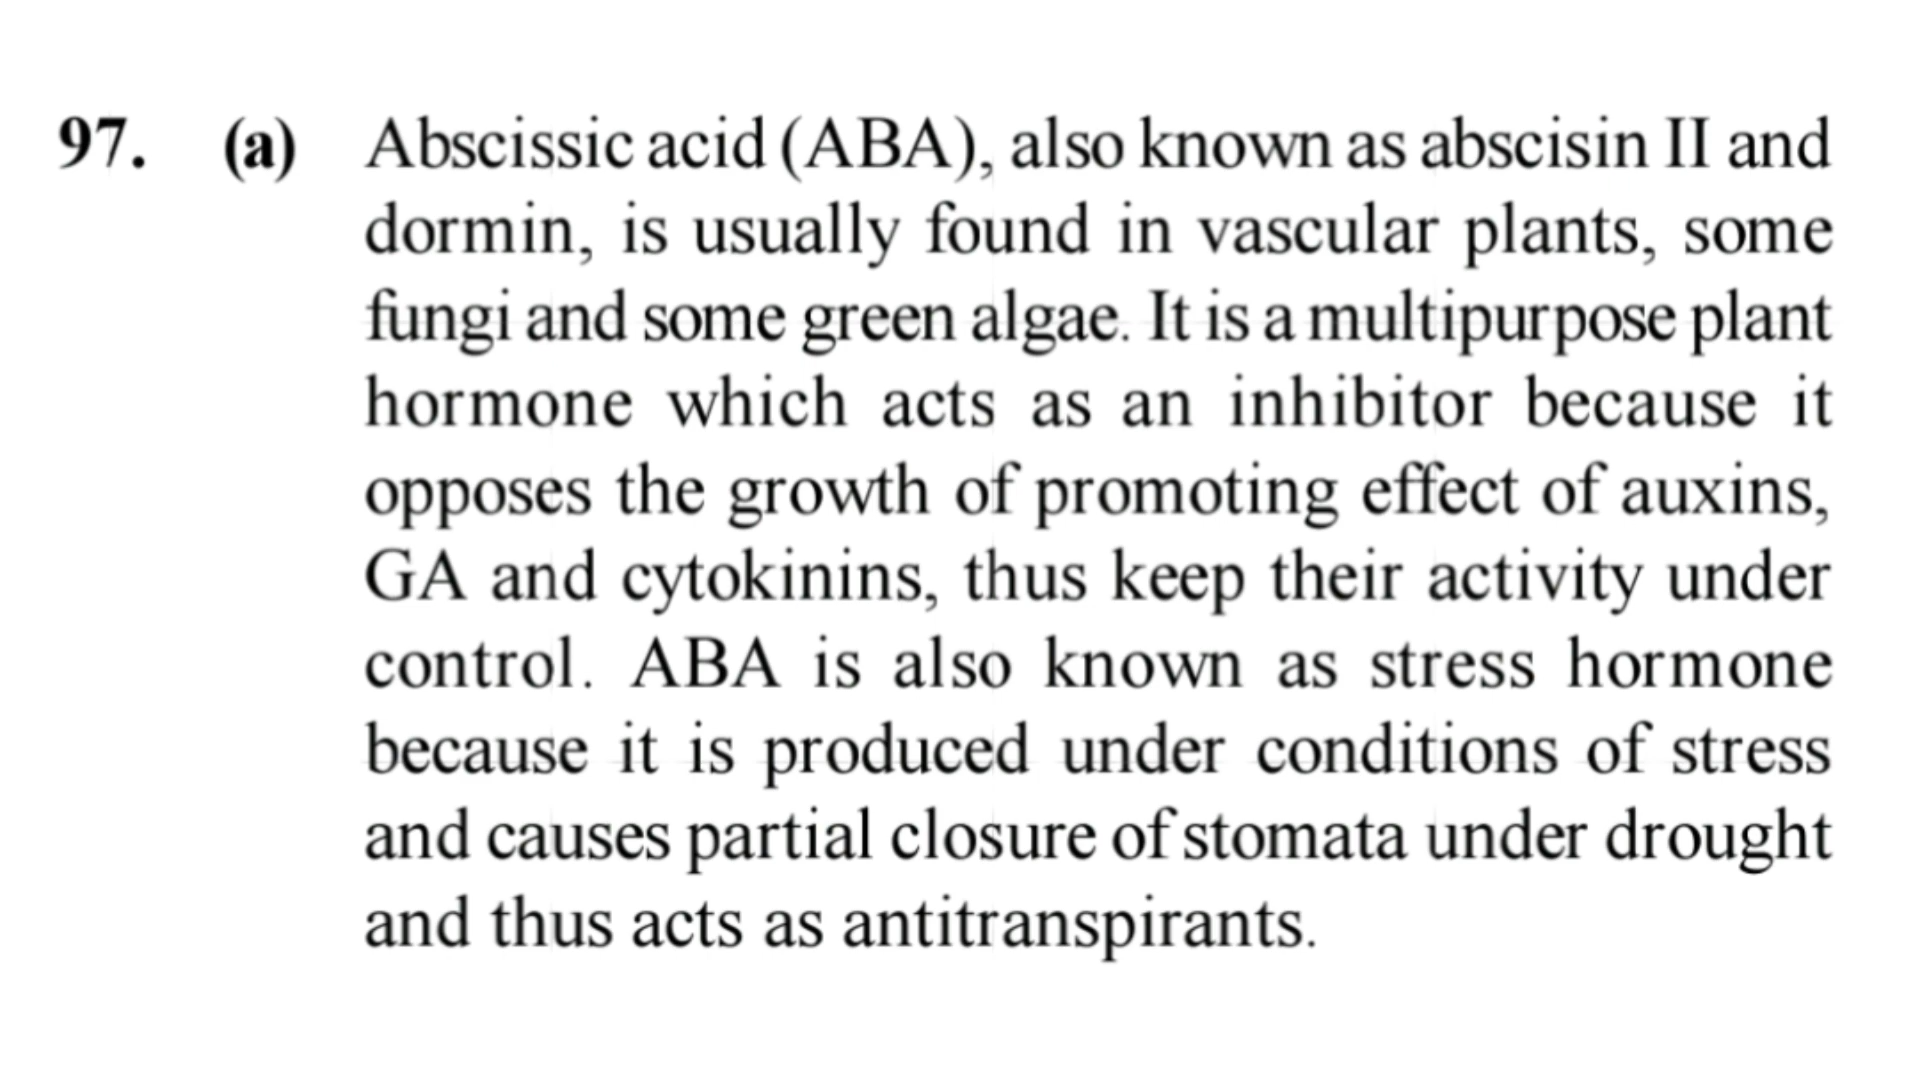 97. (a) Abscissic acid (ABA), also known as abscisin II and
dormin, is usually found in vascular plants, some
fungi and some green algae. It is a multipurpose plant
hormone which acts as an inhibitor because it
opposes the growth of promoting effect of auxins,
GA and cytokinins, thus keep their activity under
control. ABA is also known as stress hormone
because it is produced under conditions of stress
and causes partial closure of stomata under drought
and thus acts as antitranspirants.